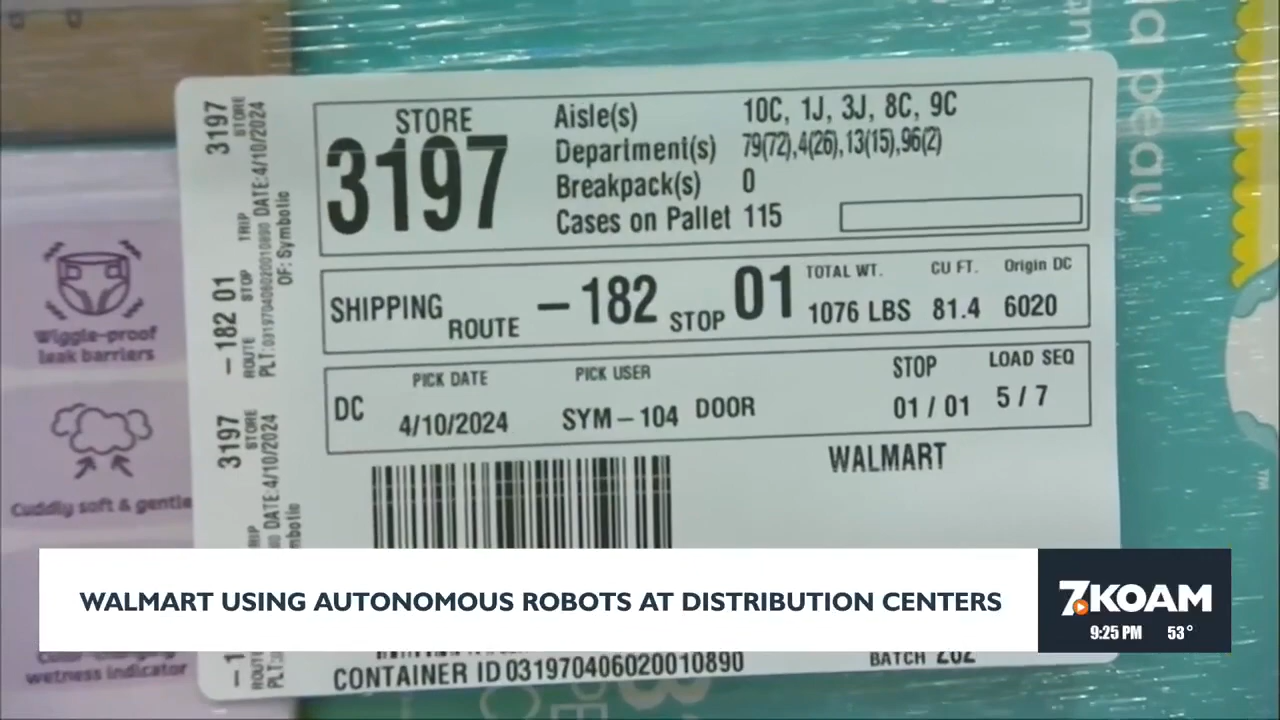 STORE
3197
Aisle(s) 10C, 1J, 3J, 8C, 9C
Department(s) 79(72),4(26),13(15),96(2)
Breakpack(s) 0
Cases on Pallet 115
SHIPPING ROUTE -182 STOP 01
TOTAL WT. CU FT. Origin DC
1076 LBS 81.4 6020
DC
PICK DATE PICK USER STOP LOAD SEQ
4/10/2024 SYM-104 DOOR 01 / 01 5 / 7
WALMART
CONTAINER ID 031970406020010890
BATCH
3197 STORE
-182 01
ROUTE STOP TRIP
PLT:031970406020010890 DATE:4/10/2024
OF: Symbotic
3197 STORE
DATE:4/10/2024
Wiggle-proof
leak barriers
Cuddly soft & gentle
wetness indicator
peau
TM
WALMART USING AUTONOMOUS ROBOTS AT DISTRIBUTION CENTERS
7KOAM
9:25 PM 53°